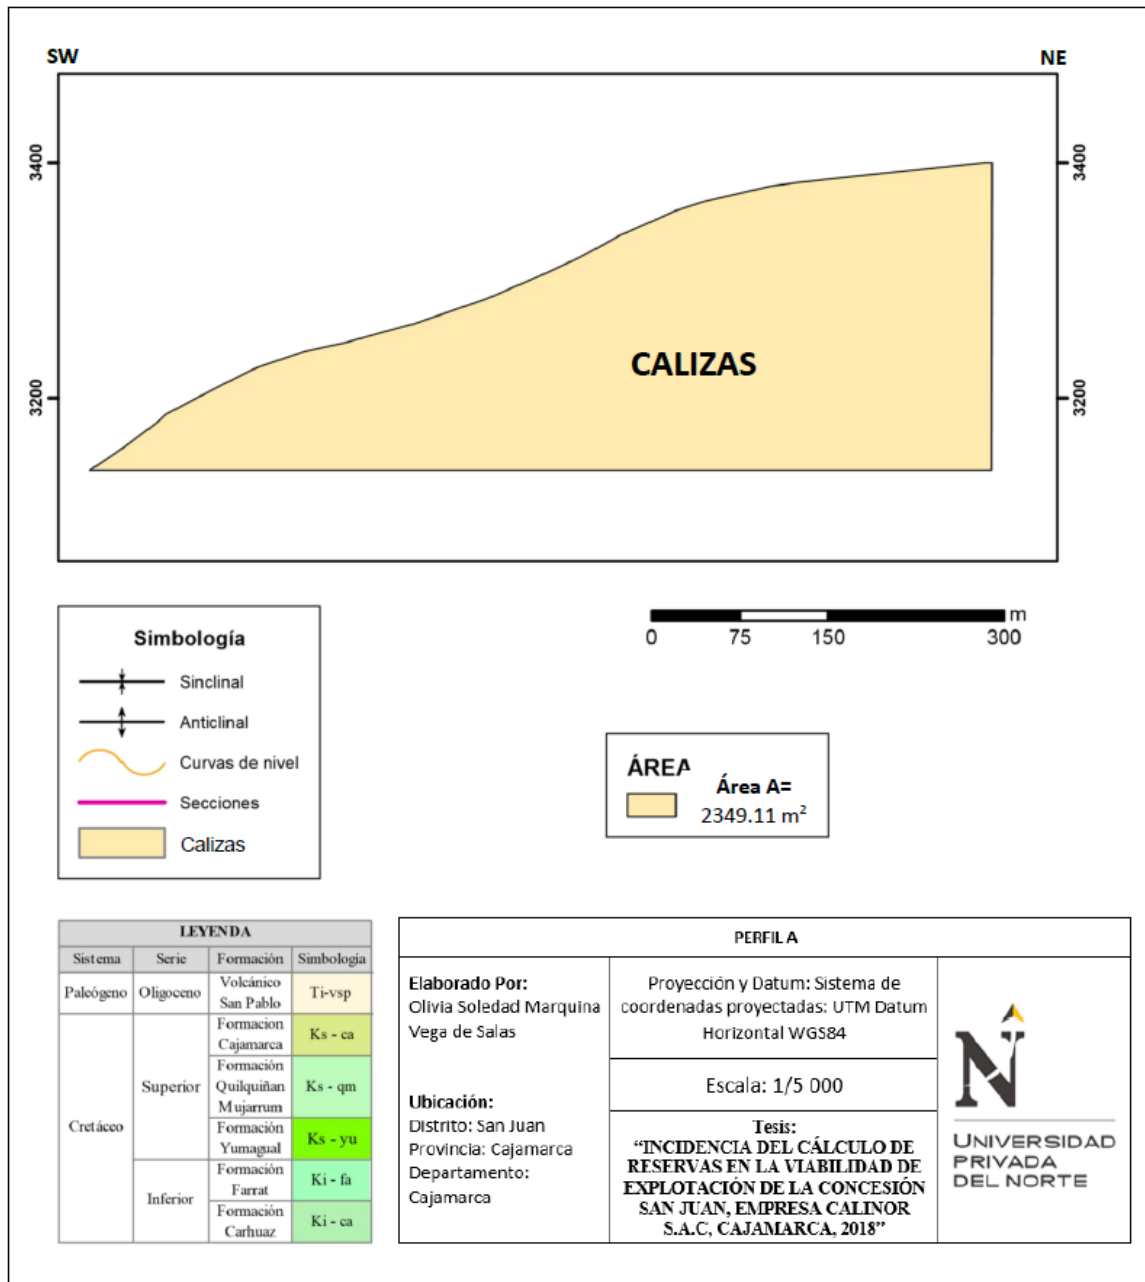 SW
NE
3400
3400
3200
3200
CALIZAS
Simbología
Sinclinal
Anticlinal
Curvas de nivel
Secciones
Calizas
m
0 75 150 300
ÁREA
Área A=
2349.11 m²
LEYENDA
Sistema Serie Formación Simbologia
Paleógeno Oligoceno Volcánico San Pablo Ti-vsp
Cretáceo
Superior
Formacion
Cajamarca
Ks - ca
Formación
Quilquiñan
Mujarrum
Ks - qm
Formación
Yumagual
Ks - yu
Inferior
Formación
Farrat
Ki - fa
Formación
Carhuaz
Ki - ca
PERFIL A
Elaborado Por:
Olivia Soledad Marquina
Vega de Salas
Ubicación:
Distrito: San Juan
Provincia: Cajamarca
Departamento:
Cajamarca
Proyección y Datum: Sistema de
coordenadas proyectadas: UTM Datum
Horizontal WGS84
Escala: 1/5 000
Tesis:
“INCIDENCIA DEL CÁLCULO DE
RESERVAS EN LA VIABILIDAD DE
EXPLOTACIÓN DE LA CONCESIÓN
SAN JUAN, EMPRESA CALINOR
S.A.C, CAJAMARCA, 2018”
N
UNIVERSIDAD
PRIVADA
DEL NORTE